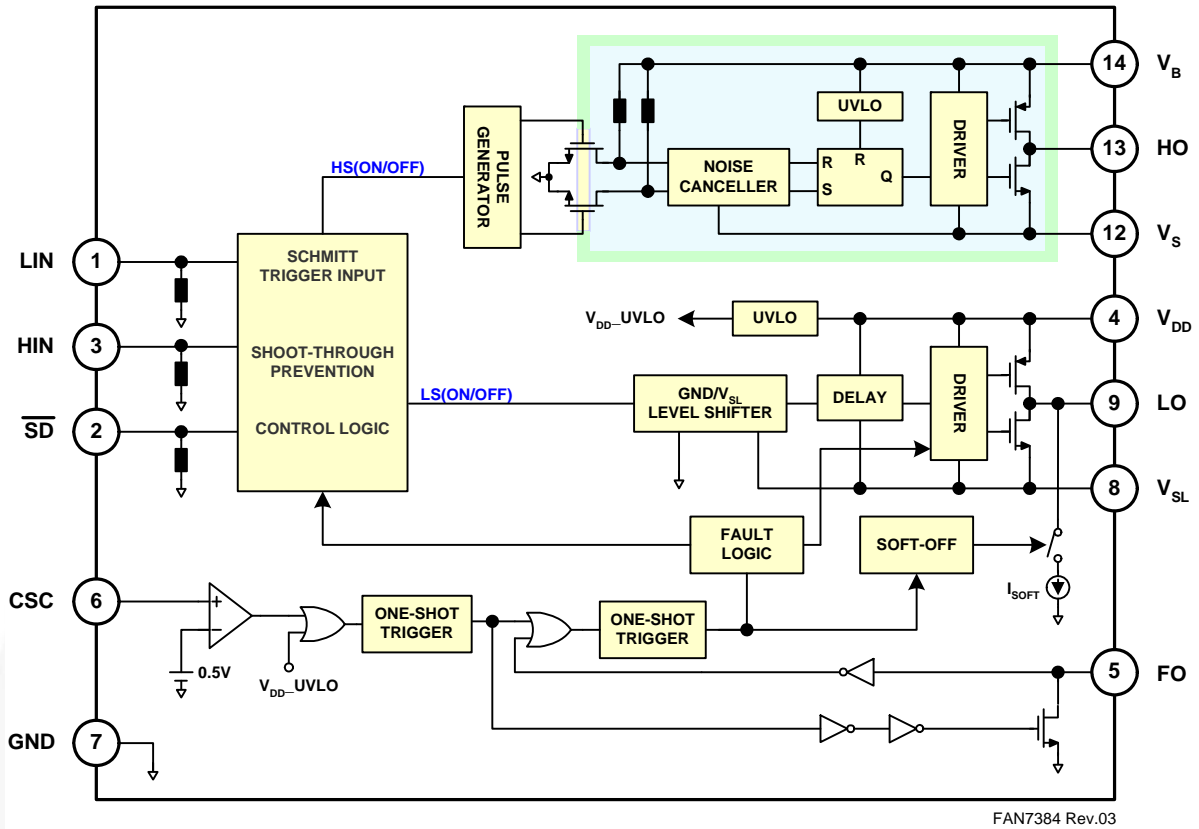 14 VB
UVLO
PULSE GENERATOR
DRIVER
13 HO
HS(ON/OFF)
NOISE CANCELLER
R
R
S
Q
12 VS
LIN 1
SCHMITT TRIGGER INPUT
VDD_UVLO
UVLO
4 VDD
HIN 3
SHOOT-THROUGH PREVENTION
LS(ON/OFF)
GND/VSL LEVEL SHIFTER
DELAY
DRIVER
9 LO
SD 2
CONTROL LOGIC
8 VSL
FAULT LOGIC
SOFT-OFF
CSC 6
+
−
ISOFT
ONE-SHOT TRIGGER
ONE-SHOT TRIGGER
0.5V
VDD_UVLO
5 FO
GND 7
FAN7384 Rev.03